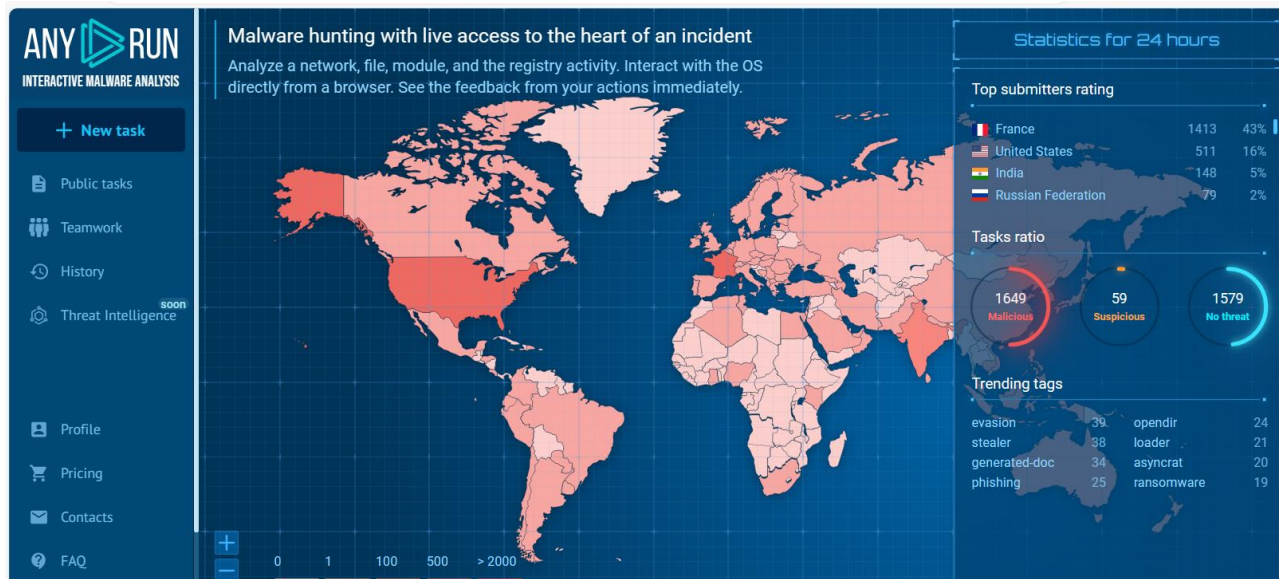 ANY RUN
INTERACTIVE MALWARE ANALYSIS
+ New task
Public tasks
Teamwork
History
soon
Threat Intelligence
Profile
Pricing
Contacts
FAQ
Malware hunting with live access to the heart of an incident
Analyze a network, file, module, and the registry activity. Interact with the OS
directly from a browser. See the feedback from your actions immediately.
+
−
0 1 100 500 > 2000
Statistics for 24 hours
Top submitters rating
France 1413 43%
United States 511 16%
India 148 5%
Russian Federation 79 2%
Tasks ratio
1649 59 1579
Malicious Suspicious No threat
Trending tags
evasion 39 opendir 24
stealer 38 loader 21
generated-doc 34 asyncrat 20
phishing 25 ransomware 19